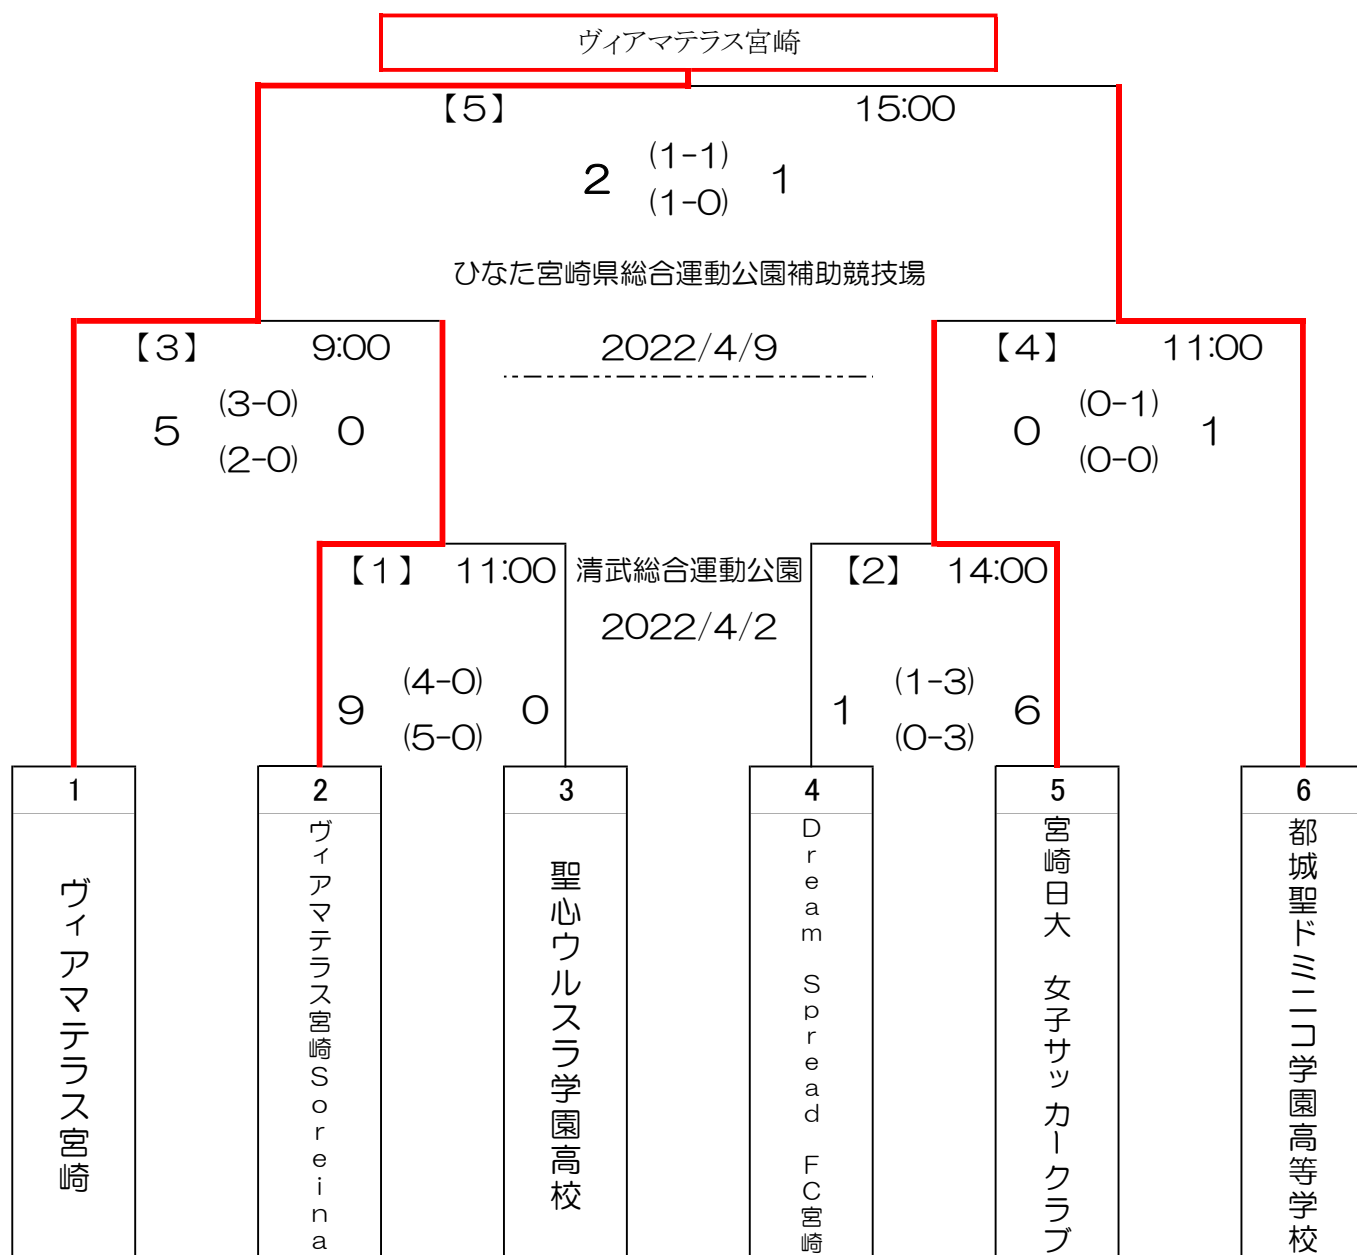 ヴィアマテラス宮崎
【5】 15:00
2 (1-1) 1
(1-0)
ひなた宮崎県総合運動公園補助競技場
【3】 9:00
2022/4/9
【4】 11:00
5 (3-0) 0
(2-0)
0 (0-1) 1
(0-0)
【1】 11:00
清武総合運動公園
【2】 14:00
2022/4/2
9 (4-0) 0
(5-0)
1 (1-3) 6
(0-3)
1
ヴィアマテラス宮崎
2
ヴィアマテラス宮崎Soreina
3
聖心ウルスラ学園高校
4
Dream Spread FC宮崎
5
宮崎日大 女子サッカークラブ
6
都城聖ドミニコ学園高等学校